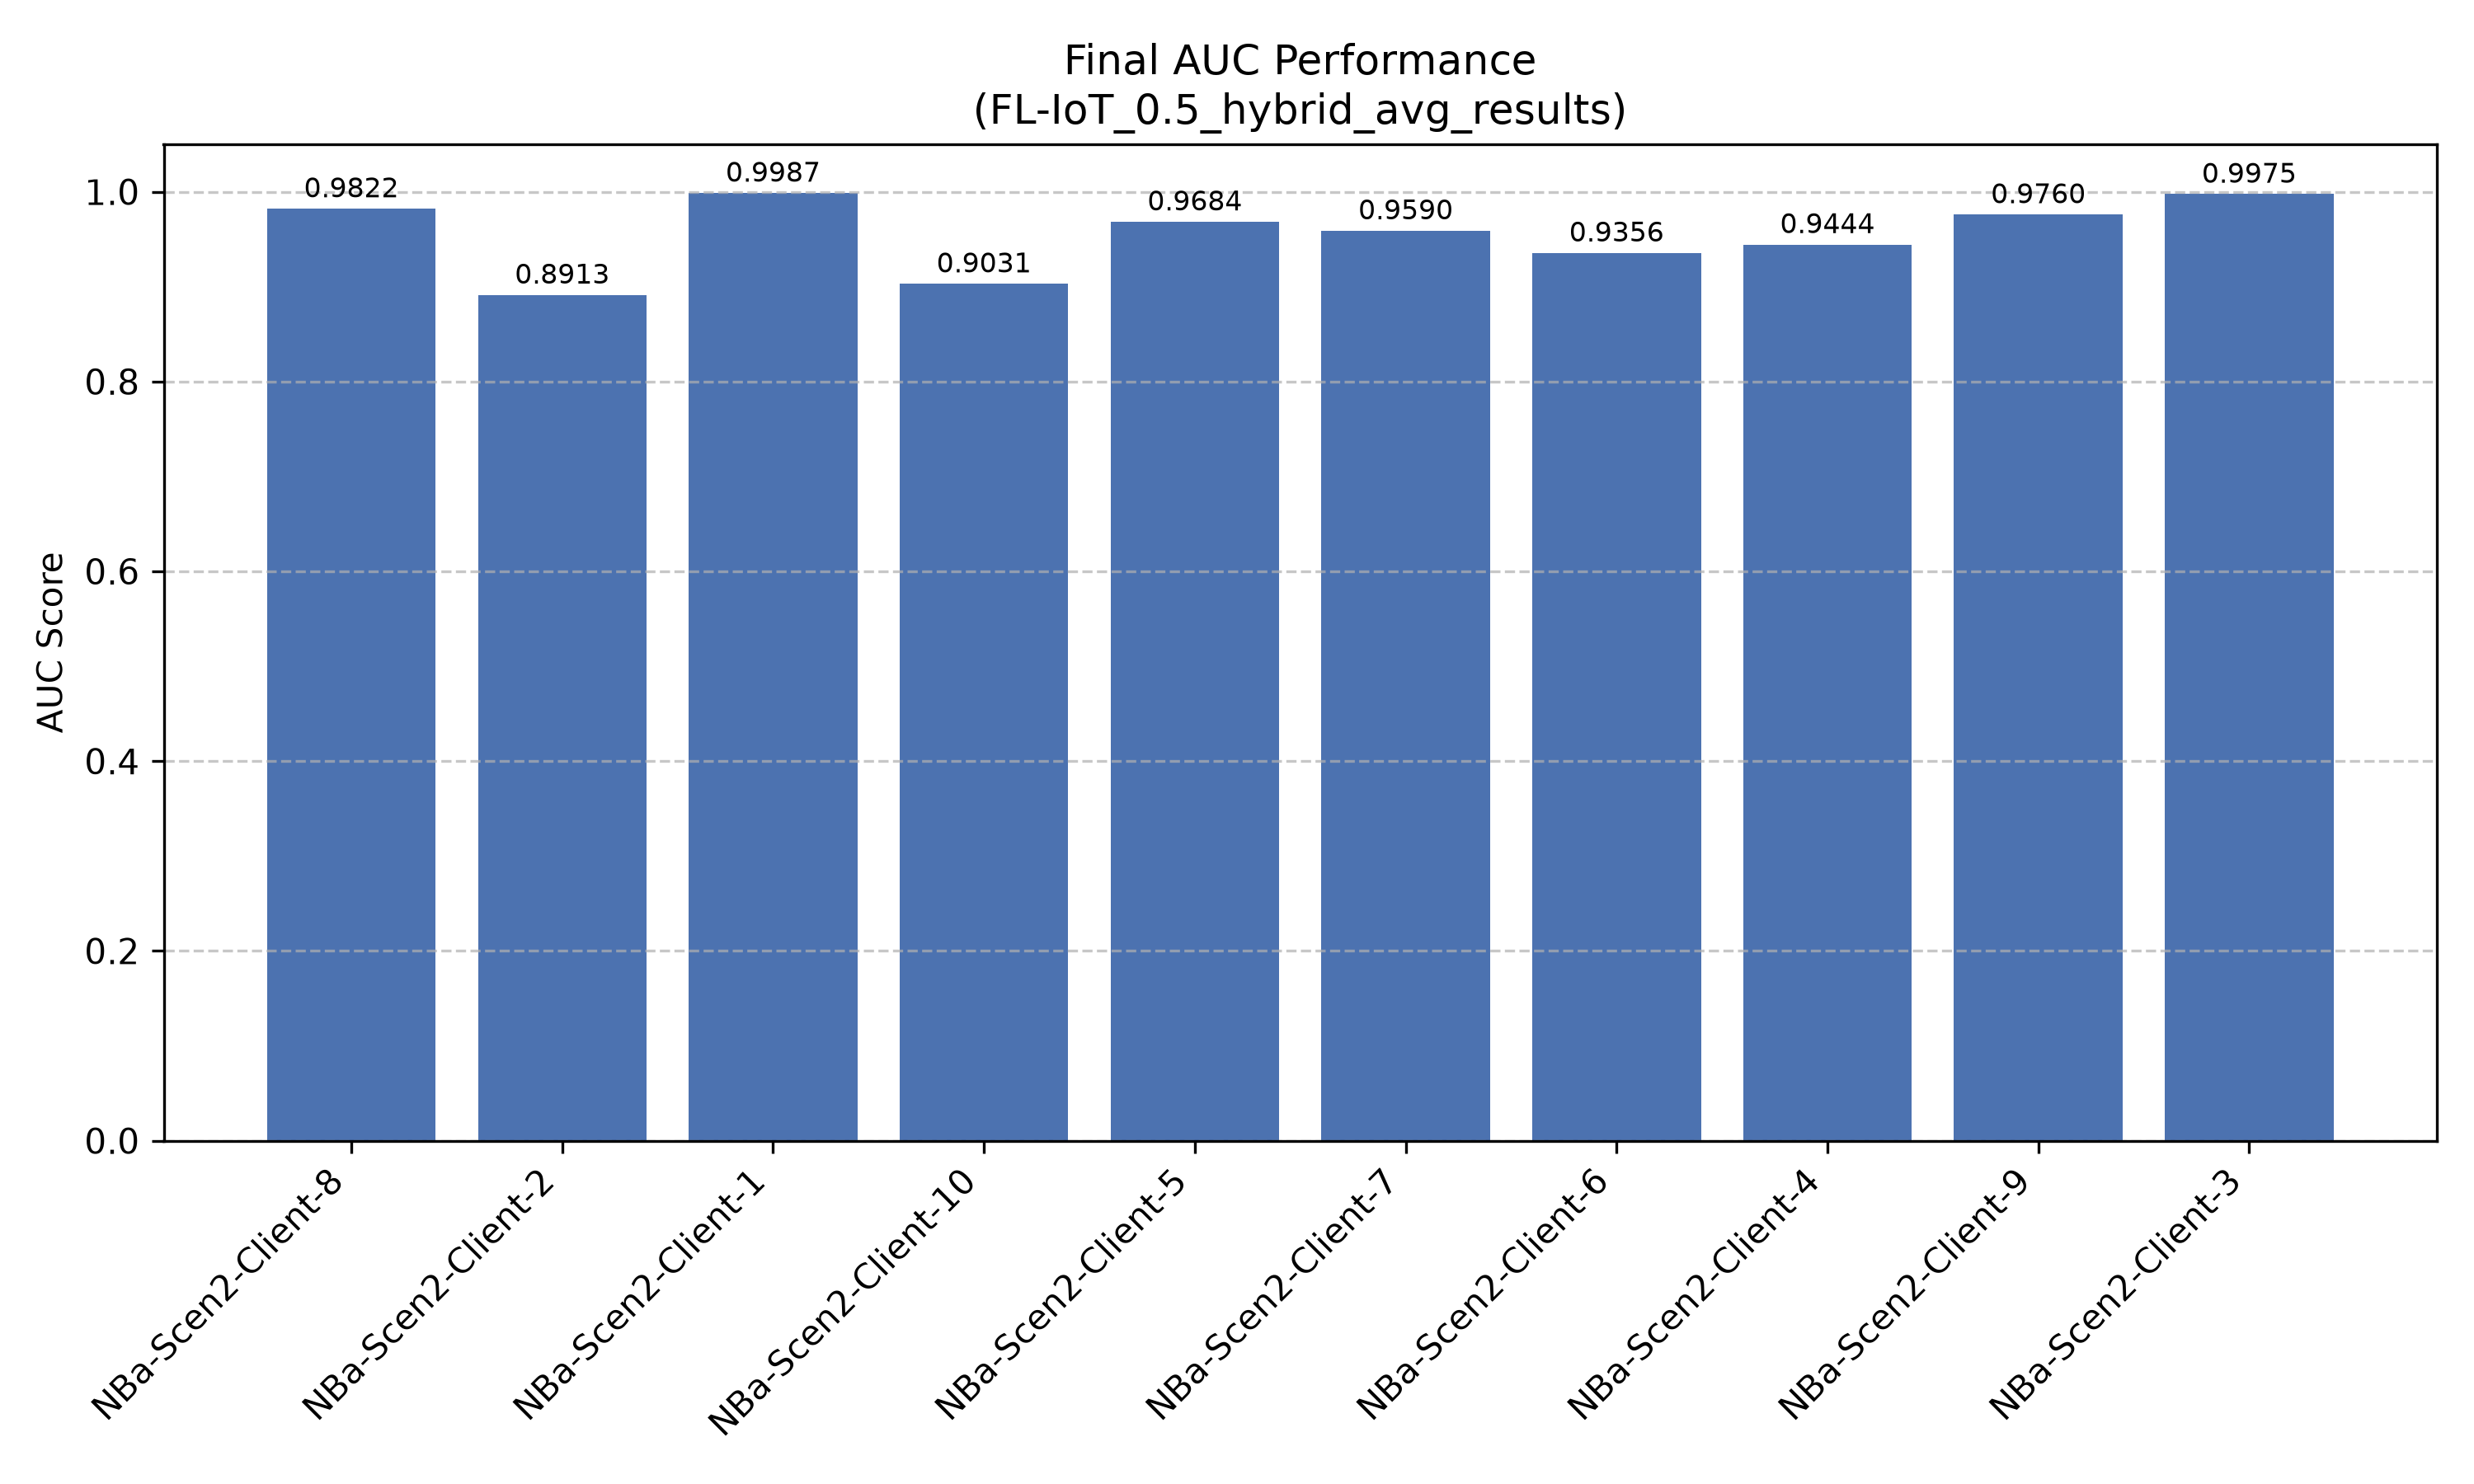 Final AUC Performance
(FL-IoT_0.5_hybrid_avg_results)
AUC Score
1.0
0.8
0.6
0.4
0.2
0.0
0.9822
0.8913
0.9987
0.9031
0.9684
0.9590
0.9356
0.9444
0.9760
0.9975
NBa-Scen2-Client-8
NBa-Scen2-Client-2
NBa-Scen2-Client-1
NBa-Scen2-Client-10
NBa-Scen2-Client-5
NBa-Scen2-Client-7
NBa-Scen2-Client-6
NBa-Scen2-Client-4
NBa-Scen2-Client-9
NBa-Scen2-Client-3